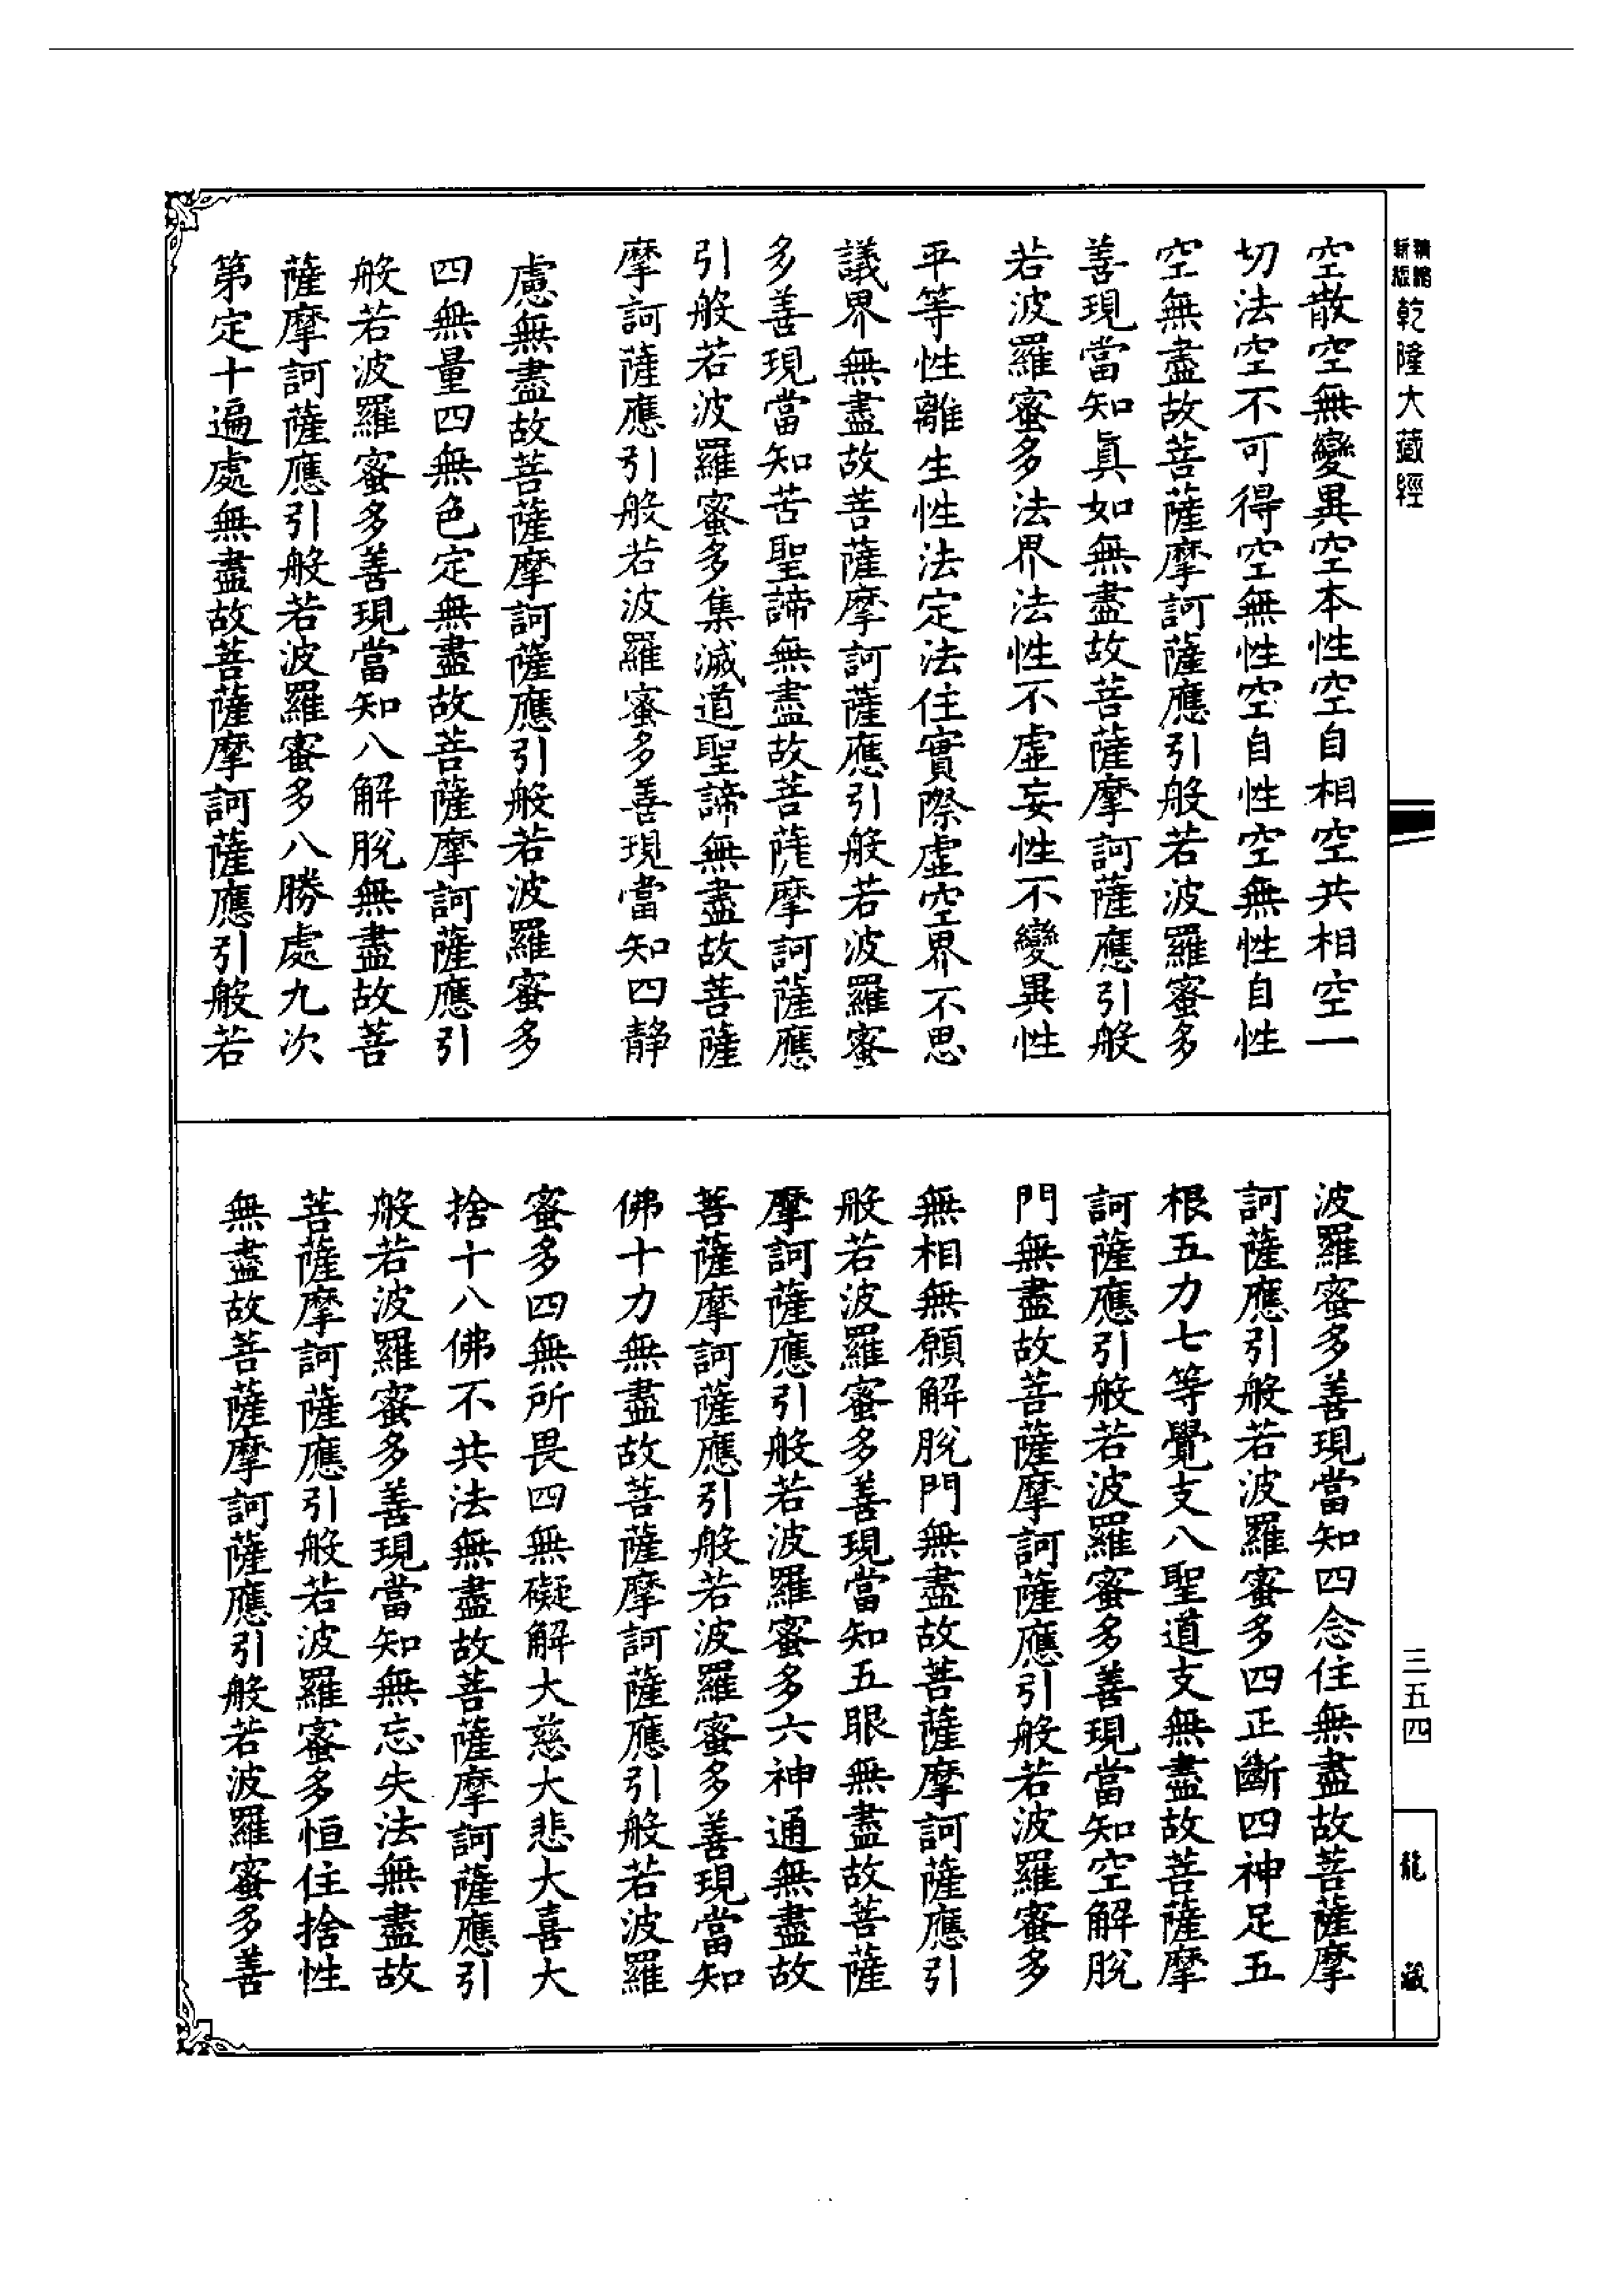 新版精縮乾隆大藏經
空散空無變異空本性空自相空共相空一
切法空不可得空無性空自性空無性自性
空無盡故菩薩摩訶薩應引般若波羅蜜多
善現當知真如無盡故菩薩摩訶薩應引般
若波羅蜜多法界法性不虛妄性不變異性
平等性離生性法定法住實際虛空界不思
議界無盡故菩薩摩訶薩應引般若波羅蜜
多善現當知苦聖諦無盡故菩薩摩訶薩應
引般若波羅蜜多集滅道聖諦無盡故菩薩
摩訶薩應引般若波羅蜜多善現當知四靜
慮無盡故菩薩摩訶薩應引般若波羅蜜多
四無量四無色定無盡故菩薩摩訶薩應引
般若波羅蜜多善現當知八解脫無盡故菩
薩摩訶薩應引般若波羅蜜多八勝處九次
第定十遍處無盡故菩薩摩訶薩應引般若
波羅蜜多善現當知四念住無盡故菩薩摩
訶薩應引般若波羅蜜多四正斷四神足五
根五力七等覺支八聖道支無盡故菩薩摩
訶薩應引般若波羅蜜多善現當知空解脫
門無盡故菩薩摩訶薩應引般若波羅蜜多
無相無願解脫門無盡故菩薩摩訶薩應引
般若波羅蜜多善現當知五眼無盡故菩薩
摩訶薩應引般若波羅蜜多六神通無盡故
菩薩摩訶薩應引般若波羅蜜多善現當知
佛十力無盡故菩薩摩訶薩應引般若波羅
蜜多四無所畏四無礙解大慈大悲大喜大
捨十八佛不共法無盡故菩薩摩訶薩應引
般若波羅蜜多善現當知無忘失法無盡故
菩薩摩訶薩應引般若波羅蜜多恒住捨性
無盡故菩薩摩訶薩應引般若波羅蜜多善
三五四
龍藏